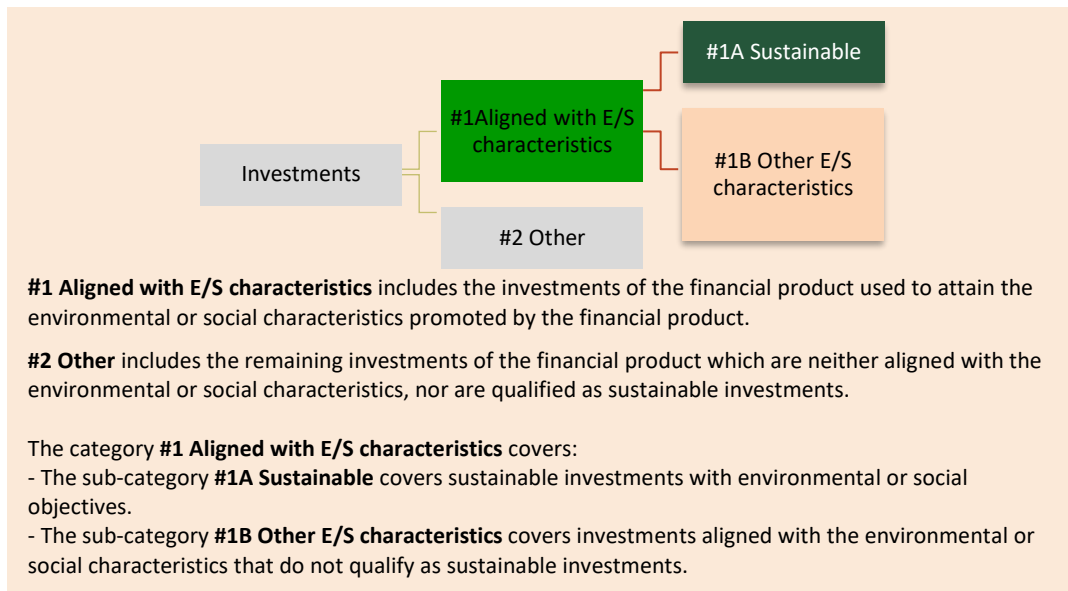 #1A Sustainable
#1Aligned with E/S
characteristics
#1B Other E/S
characteristics
Investments
#2 Other
#1 Aligned with E/S characteristics includes the investments of the financial product used to attain the
environmental or social characteristics promoted by the financial product.
#2 Other includes the remaining investments of the financial product which are neither aligned with the
environmental or social characteristics, nor are qualified as sustainable investments.
The category #1 Aligned with E/S characteristics covers:
- The sub-category #1A Sustainable covers sustainable investments with environmental or social
objectives.
- The sub-category #1B Other E/S characteristics covers investments aligned with the environmental or
social characteristics that do not qualify as sustainable investments.